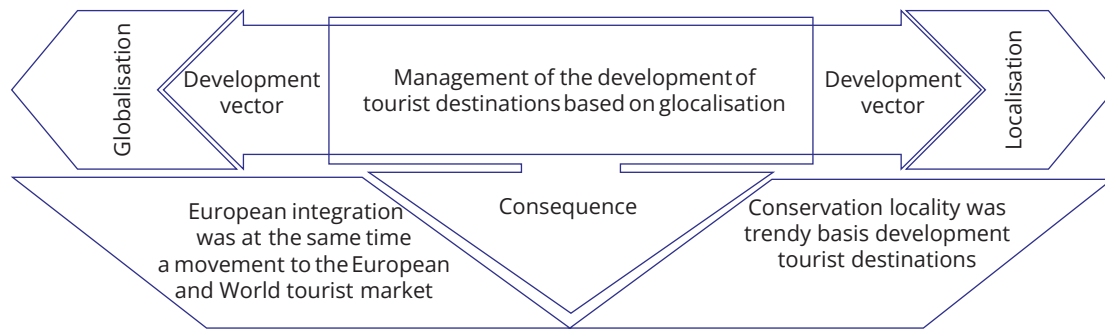 Globalisation
Development
vector
Management of the development of
tourist destinations based on glocalisation
Development
vector
Localisation
European integration
was at the same time
a movement to the European
and World tourist market
Consequence
Conservation locality was
trendy basis development
tourist destinations